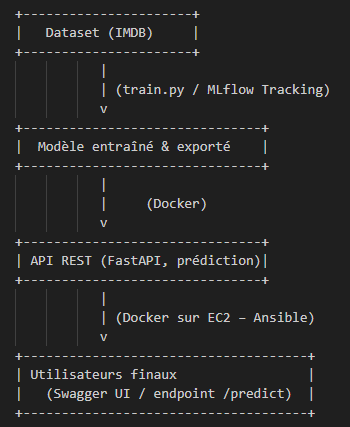 +---------------------+
|   Dataset (IMDB)     |
+---------------------+
|
| (train.py / MLflow Tracking)
v
+------------------------------+
|  Modèle entraîné & exporté    |
+------------------------------+
|
|     (Docker)
v
+------------------------------+
| API REST (FastAPI, prédiction)|
+------------------------------+
|
| (Docker sur EC2 – Ansible)
v
+------------------------------------+
| Utilisateurs finaux                |
|   (Swagger UI / endpoint /predict)  |
+------------------------------------+